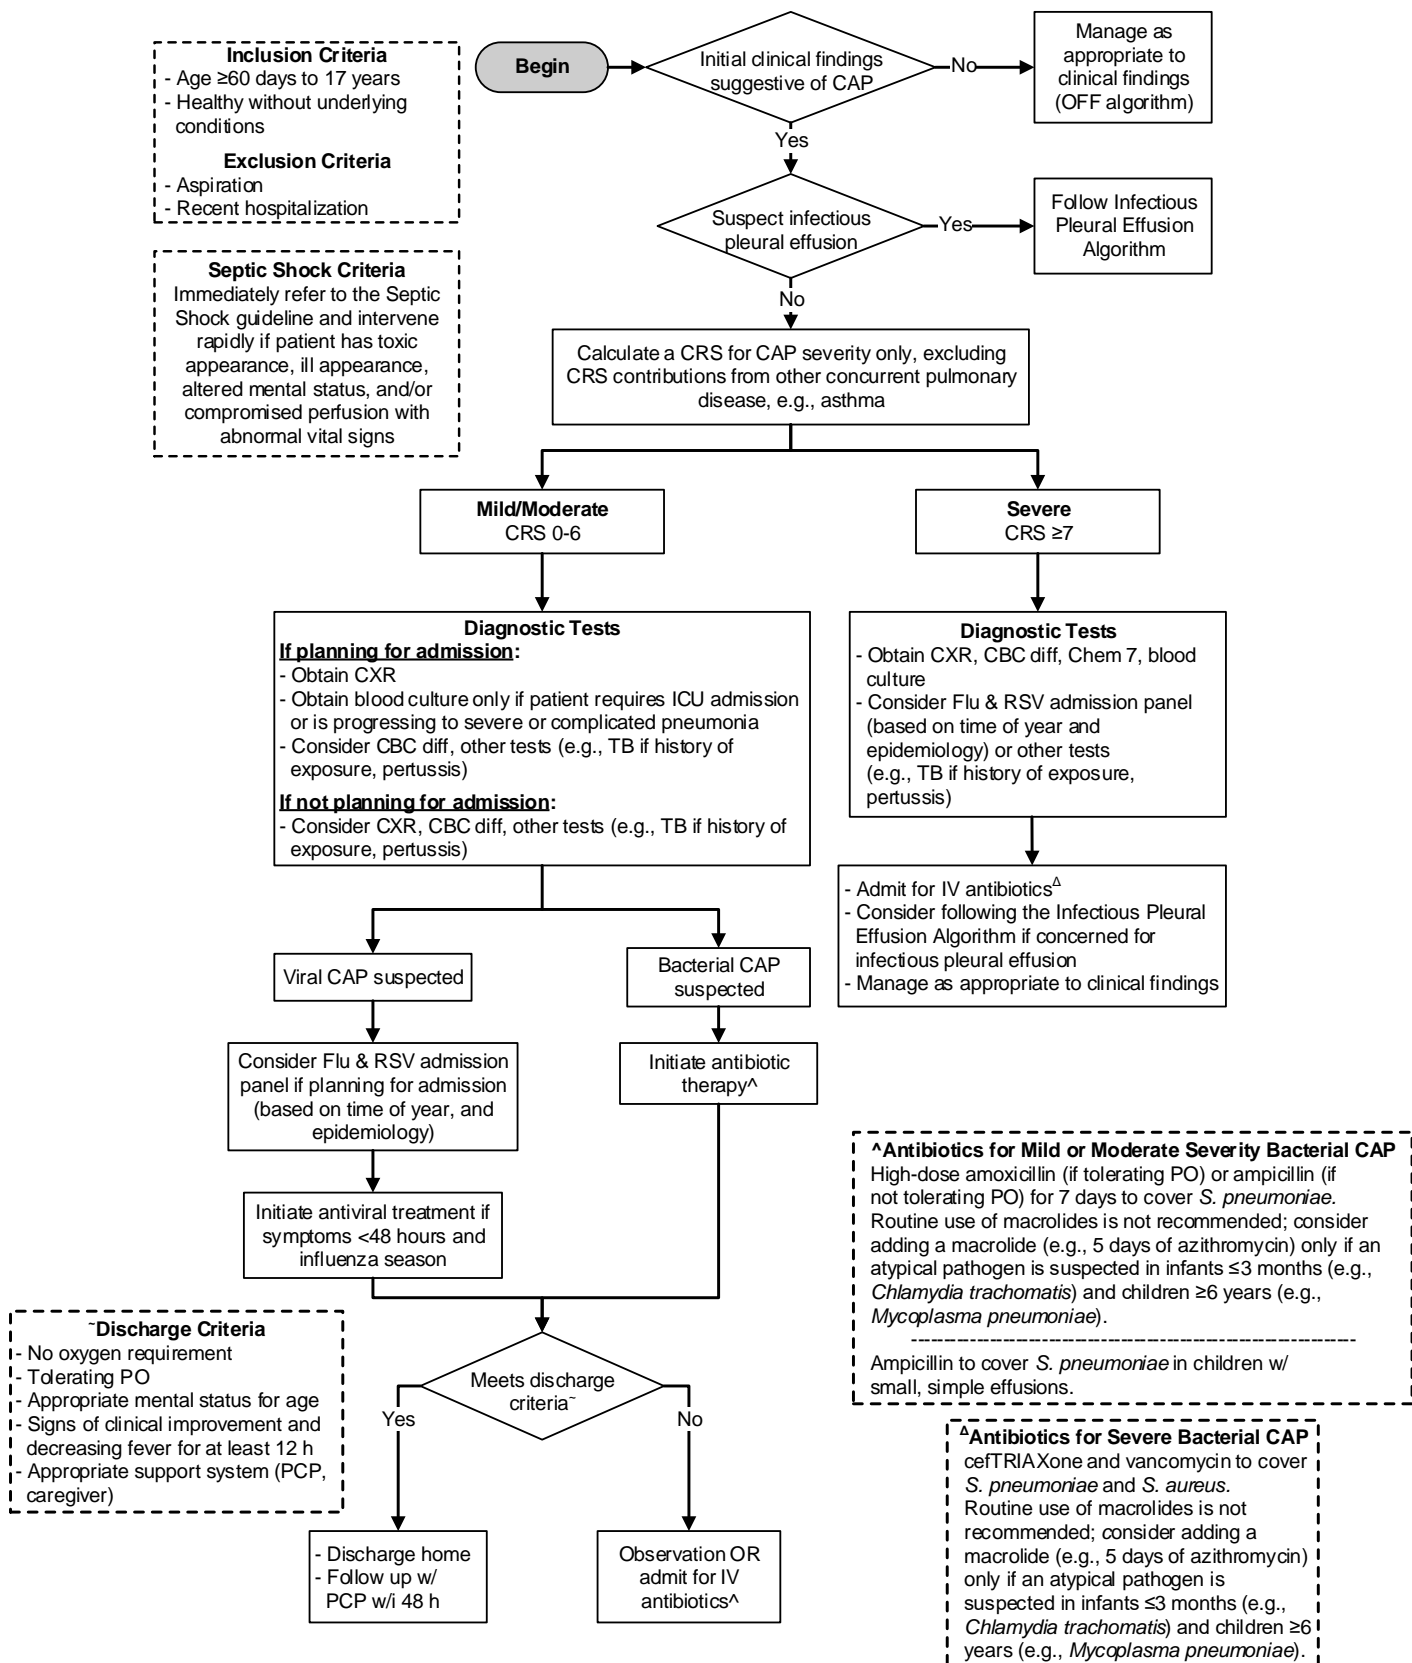 Inclusion Criteria
- Age ≥60 days to 17 years
- Healthy without underlying
conditions
Exclusion Criteria
- Aspiration
- Recent hospitalization
Septic Shock Criteria
Immediately refer to the Septic
Shock guideline and intervene
rapidly if patient has toxic
appearance, ill appearance,
altered mental status, and/or
compromised perfusion with
abnormal vital signs
Begin
Initial clinical findings
suggestive of CAP
No
Manage as
appropriate to
clinical findings
(OFF algorithm)
Yes
Suspect infectious
pleural effusion
Yes
Follow Infectious
Pleural Effusion
Algorithm
No
Calculate a CRS for CAP severity only, excluding
CRS contributions from other concurrent pulmonary
disease, e.g., asthma
Mild/Moderate
CRS 0-6
Severe
CRS ≥7
Diagnostic Tests
If planning for admission:
- Obtain CXR
- Obtain blood culture only if patient requires ICU admission
or is progressing to severe or complicated pneumonia
- Consider CBC diff, other tests (e.g., TB if history of
exposure, pertussis)
If not planning for admission:
- Consider CXR, CBC diff, other tests (e.g., TB if history of
exposure, pertussis)
Diagnostic Tests
- Obtain CXR, CBC diff, Chem 7, blood
culture
- Consider Flu & RSV admission panel
(based on time of year and
epidemiology) or other tests
(e.g., TB if history of exposure,
pertussis)
- Admit for IV antibiotics^Δ
- Consider following the Infectious Pleural
Effusion Algorithm if concerned for
infectious pleural effusion
- Manage as appropriate to clinical findings
Viral CAP suspected
Bacterial CAP
suspected
Consider Flu & RSV admission
panel if planning for admission
(based on time of year, and
epidemiology)
Initiate antibiotic
therapy^
Initiate antiviral treatment if
symptoms <48 hours and
influenza season
^Antibiotics for Mild or Moderate Severity Bacterial CAP
High-dose amoxicillin (if tolerating PO) or ampicillin (if
not tolerating PO) for 7 days to cover S. pneumoniae.
Routine use of macrolides is not recommended; consider
adding a macrolide (e.g., 5 days of azithromycin) only if an
atypical pathogen is suspected in infants ≤3 months (e.g.,
Chlamydia trachomatis) and children ≥6 years (e.g.,
Mycoplasma pneumoniae).
Ampicillin to cover S. pneumoniae in children w/
small, simple effusions.
~Discharge Criteria
- No oxygen requirement
- Tolerating PO
- Appropriate mental status for age
- Signs of clinical improvement and
decreasing fever for at least 12 h
- Appropriate support system (PCP,
caregiver)
Meets discharge
criteria~
Yes
No
- Discharge home
- Follow up w/
PCP w/i 48 h
Observation OR
admit for IV
antibiotics^
ΔAntibiotics for Severe Bacterial CAP
cefTRIAXone and vancomycin to cover
S. pneumoniae and S. aureus.
Routine use of macrolides is not
recommended; consider adding a
macrolide (e.g., 5 days of azithromycin)
only if an atypical pathogen is
suspected in infants ≤3 months (e.g.,
Chlamydia trachomatis) and children ≥6
years (e.g., Mycoplasma pneumoniae).